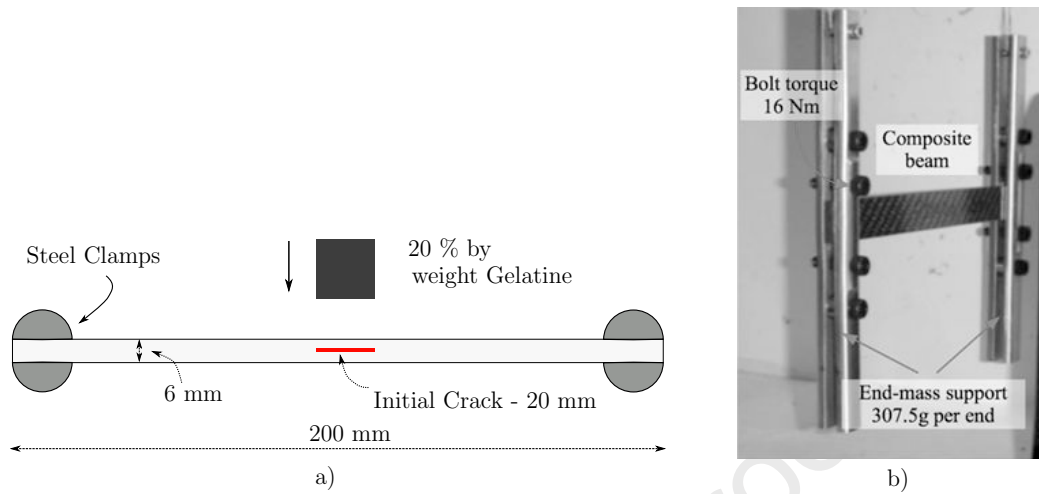 Steel Clamps
20 % by
weight Gelatine
6 mm
Initial Crack - 20 mm
200 mm
a)
Bolt torque
16 Nm
Composite
beam
End-mass support
307.5g per end
b)